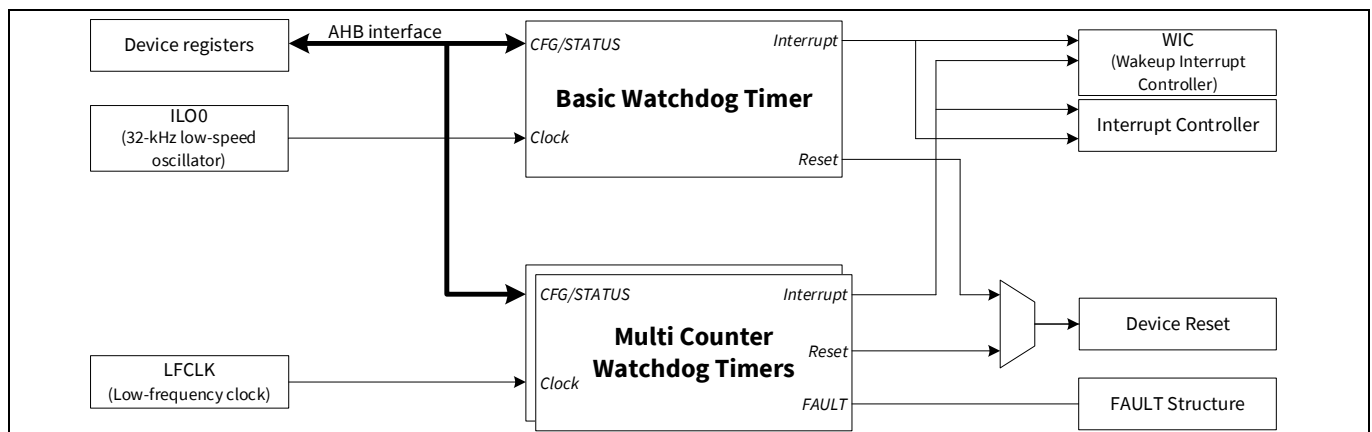 Device registers
AHB interface
CFG/STATUS
Interrupt
WIC
(Wakeup Interrupt
Controller)
Basic Watchdog Timer
ILO0
(32-kHz low-speed
oscillator)
Clock
Interrupt Controller
Reset
CFG/STATUS
Interrupt
Multi Counter
Watchdog Timers
Device Reset
Reset
LFCLK
(Low-frequency clock)
Clock
FAULT
FAULT Structure